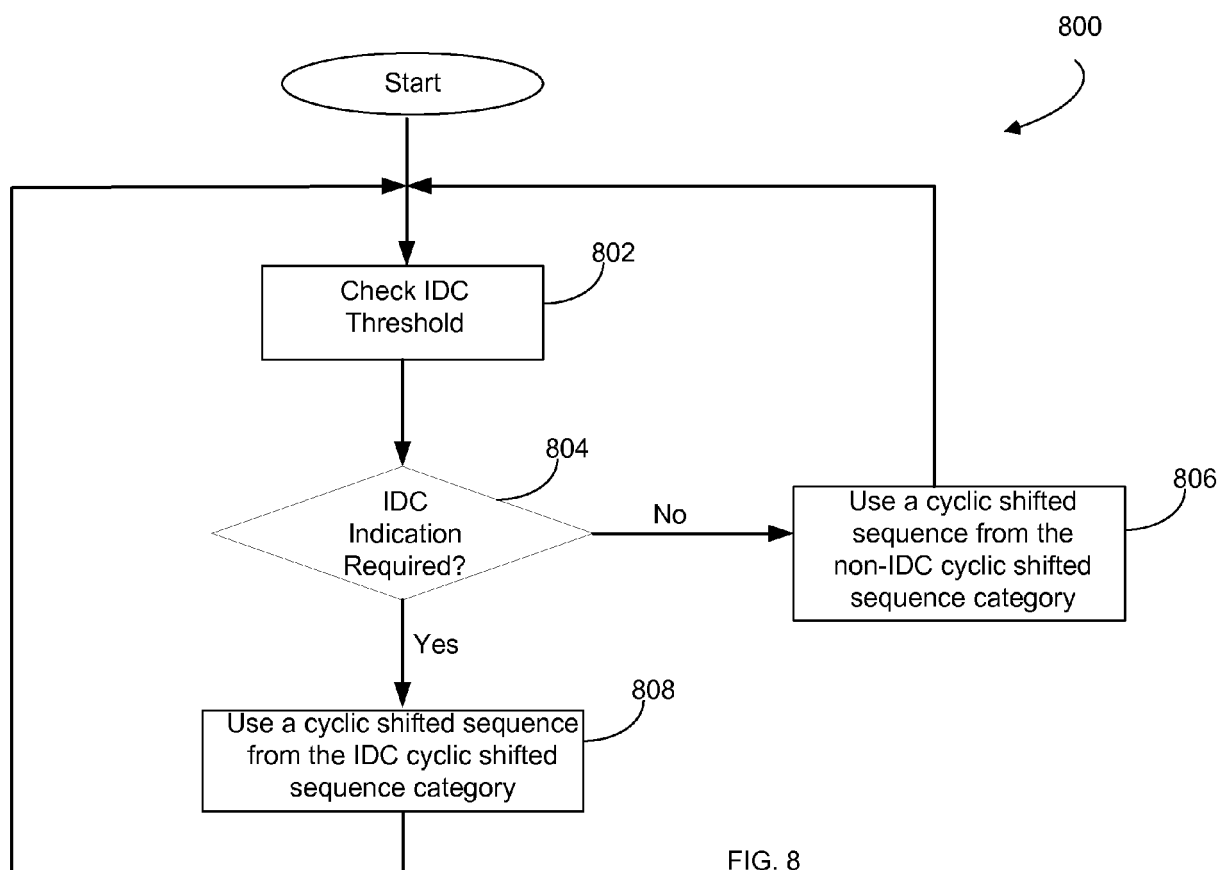 800
Start
802
Check IDC
Threshold
804
IDC
Indication
Required?
No
806
Use a cyclic shifted
sequence from the
non-IDC cyclic shifted
sequence category
Yes
808
Use a cyclic shifted sequence
from the IDC cyclic shifted
sequence category
FIG. 8